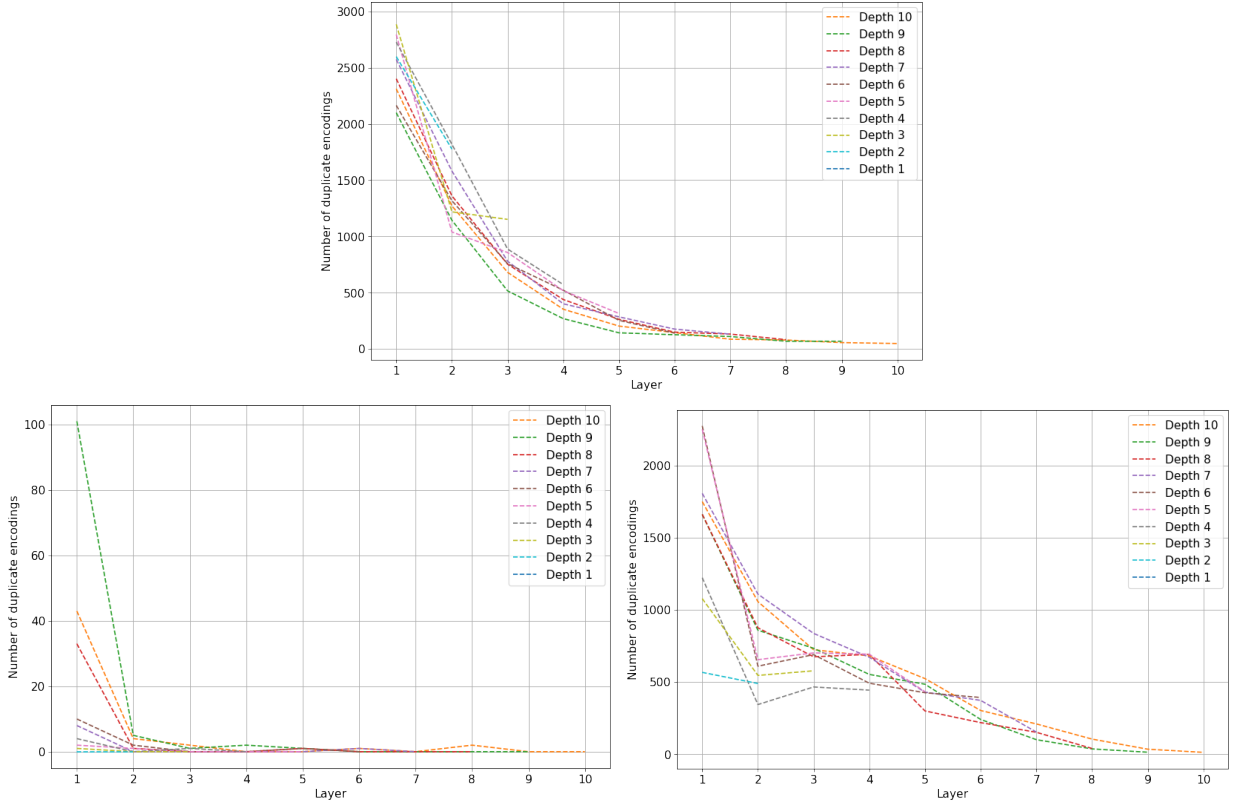 3000
2500
2000
1500
1000
500
0
Number of duplicate encodings
1 2 3 4 5 6 7 8 9 10
Layer
Depth 10
Depth 9
Depth 8
Depth 7
Depth 6
Depth 5
Depth 4
Depth 3
Depth 2
Depth 1
100
80
60
40
20
0
Number of duplicate encodings
1 2 3 4 5 6 7 8 9 10
Layer
Depth 10
Depth 9
Depth 8
Depth 7
Depth 6
Depth 5
Depth 4
Depth 3
Depth 2
Depth 1
2000
1500
1000
500
0
Number of duplicate encodings
1 2 3 4 5 6 7 8 9 10
Layer
Depth 10
Depth 9
Depth 8
Depth 7
Depth 6
Depth 5
Depth 4
Depth 3
Depth 2
Depth 1